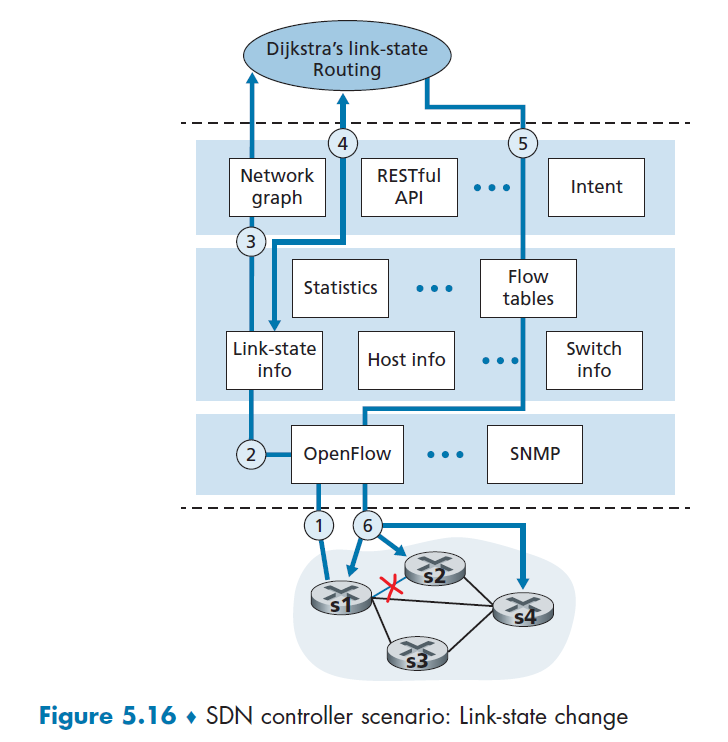 Dijkstra's link-state
Routing
4
5
Network
graph
RESTful
API
Intent
3
Statistics
Flow
tables
Link-state
info
Host info
Switch
info
2
OpenFlow
SNMP
1
6
s2
s1
s4
s3
Figure 5.16 ♦ SDN controller scenario: Link-state change